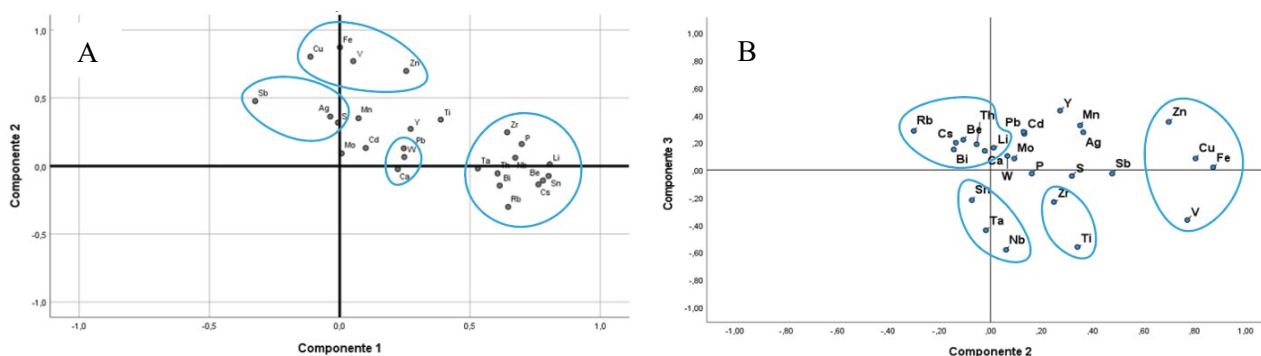 A
1,0
0,5
0,0
-0,5
-1,0
Componente 2
Cu
Fe
V
Zn
Sb
Ag
S
Mn
Ti
Y
Mo
Cd
Pb
W
Ca
Zr
P
Th
Nb
Ta
Li
Bi
Be
Sn
Cs
Rb
-1,0
-0,5
0,0
0,5
1,0
Componente 1
B
1,00
,80
,60
,40
,20
,00
-,20
-,40
-,60
-,80
-1,00
Componente 3
Rb
Cs
Be
Th
Bi
Li
Ca
Pb
Cd
Mo
W
Y
Mn
Ag
P
S
Sb
Zn
Cu
Fe
V
Sn
Ta
Nb
Zr
Ti
-1,00
-,80
-,60
-,40
-,20
,00
,20
,40
,60
,80
1,00
Componente 2